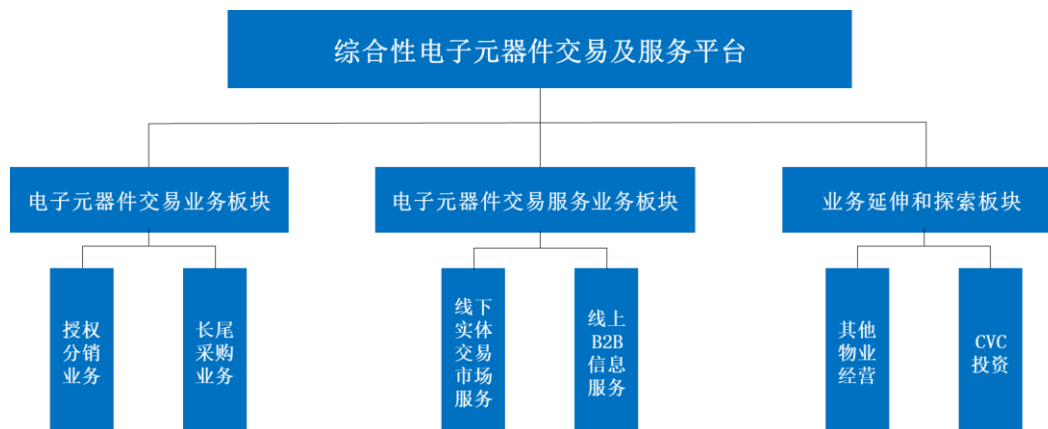 综合性电子元器件交易及服务平台
电子元器件交易业务板块
电子元器件交易服务业务板块
业务延伸和探索板块
授权
分销
业务
长尾
采购
业务
线下
实体
交易
市场
服务
线上
B2B
信息
服务
其他
物业
经营
CVC
投资